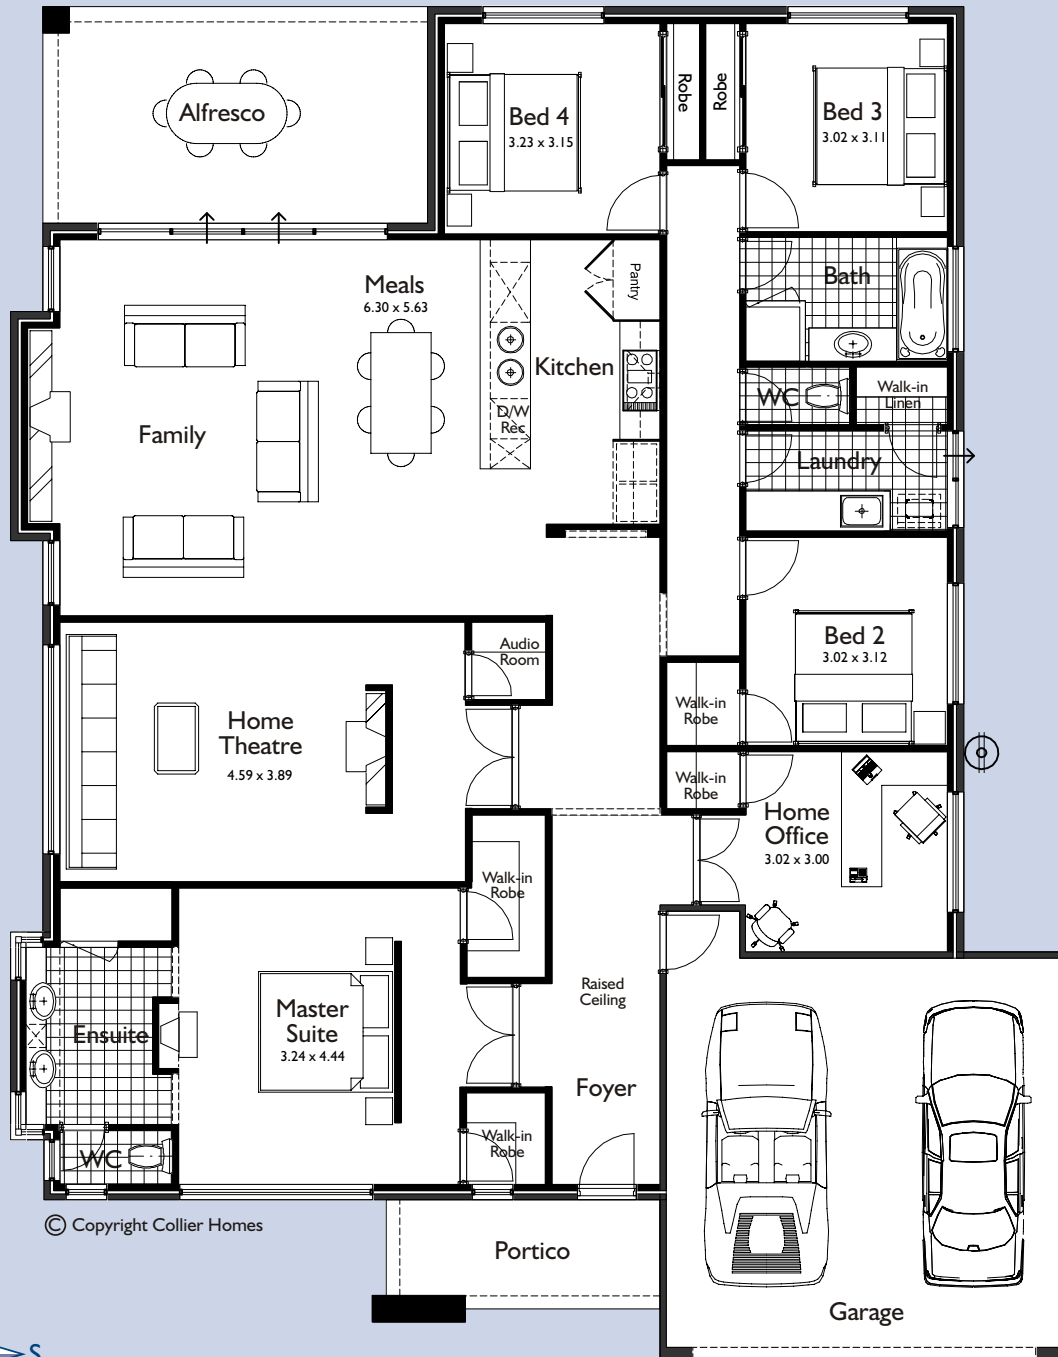 Alfresco
Bed 4
3.23 x 3.15
Robe
Robe
Bed 3
3.02 x 3.11
Meals
6.30 x 5.63
Pantry
Bath
Kitchen
D/W
Rec
Family
WC
Walk-in
Linen
Laundry
Audio
Room
Bed 2
3.02 x 3.12
Home
Theatre
4.59 x 3.89
Walk-in
Robe
Walk-in
Robe
Home
Office
3.02 x 3.00
Walk-in
Robe
Raised
Ceiling
Master
Suite
3.24 x 4.44
Ensuite
Foyer
WC
Walk-in
Robe
© Copyright Collier Homes
Portico
Garage
S